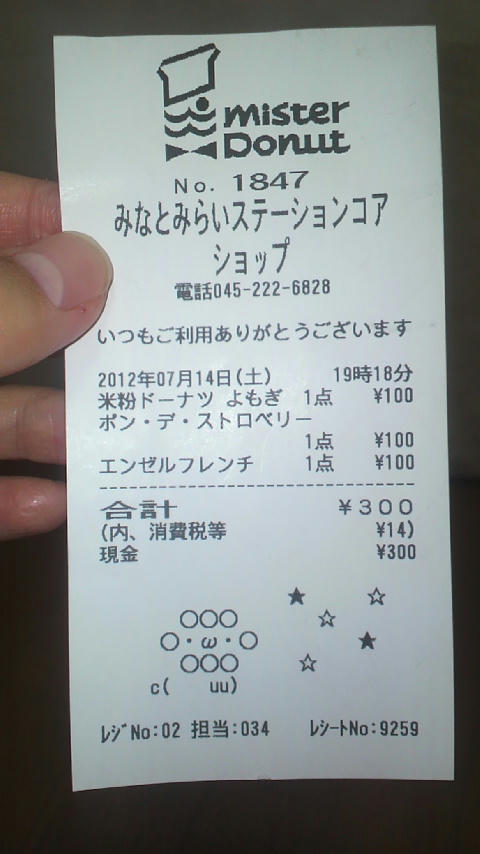 mister
Donut
No. 1847
みなとみらいステーションコア
ショップ
電話045-222-6828
いつもご利用ありがとうございます
2012年07月14日(土) 19時18分
米粉ドーナツ よもぎ 1点 ¥100
ポン・デ・ストロベリー
1点 ¥100
エンゼルフレンチ 1点 ¥100
合計 ¥300
(内、消費税等 ¥14)
現金 ¥300
★ ☆
○○○ ☆
○・ω・○ ★
○○○ ☆
c( uu)
ﾚｼﾞNo:02 担当:034 ﾚｼｰﾄNo:9259